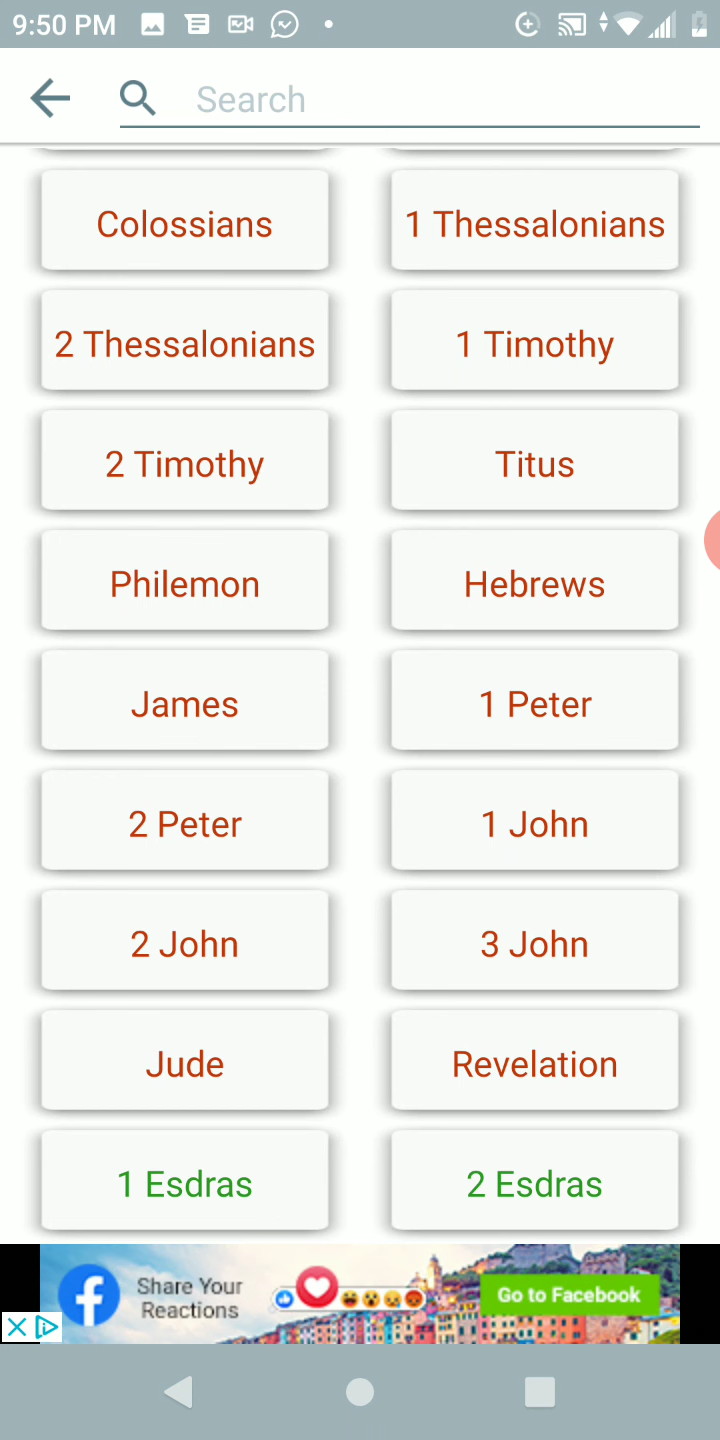 9:50 PM
Search
Colossians
1 Thessalonians
2 Thessalonians
1 Timothy
2 Timothy
Titus
Philemon
Hebrews
James
1 Peter
2 Peter
1 John
2 John
3 John
Jude
Revelation
1 Esdras
2 Esdras
Share Your
Reactions
Go to Facebook